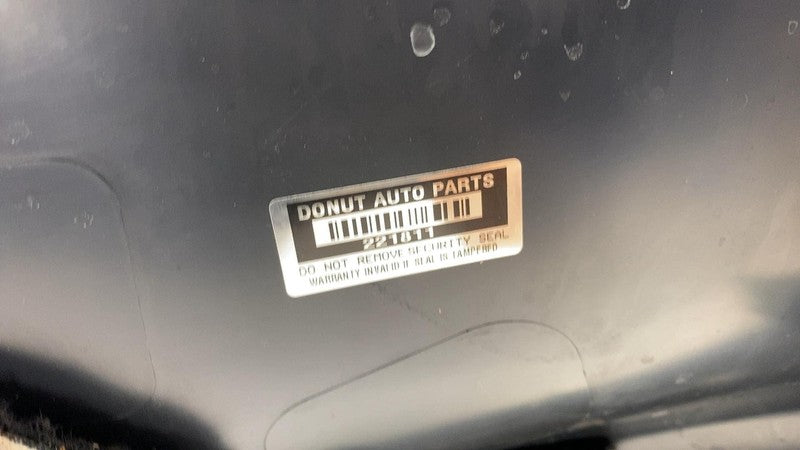 DONUT AUTO PARTS
221811
DO NOT REMOVE SECURITY SEAL
WARRANTY INVALID IF SEAL IS TAMPERED